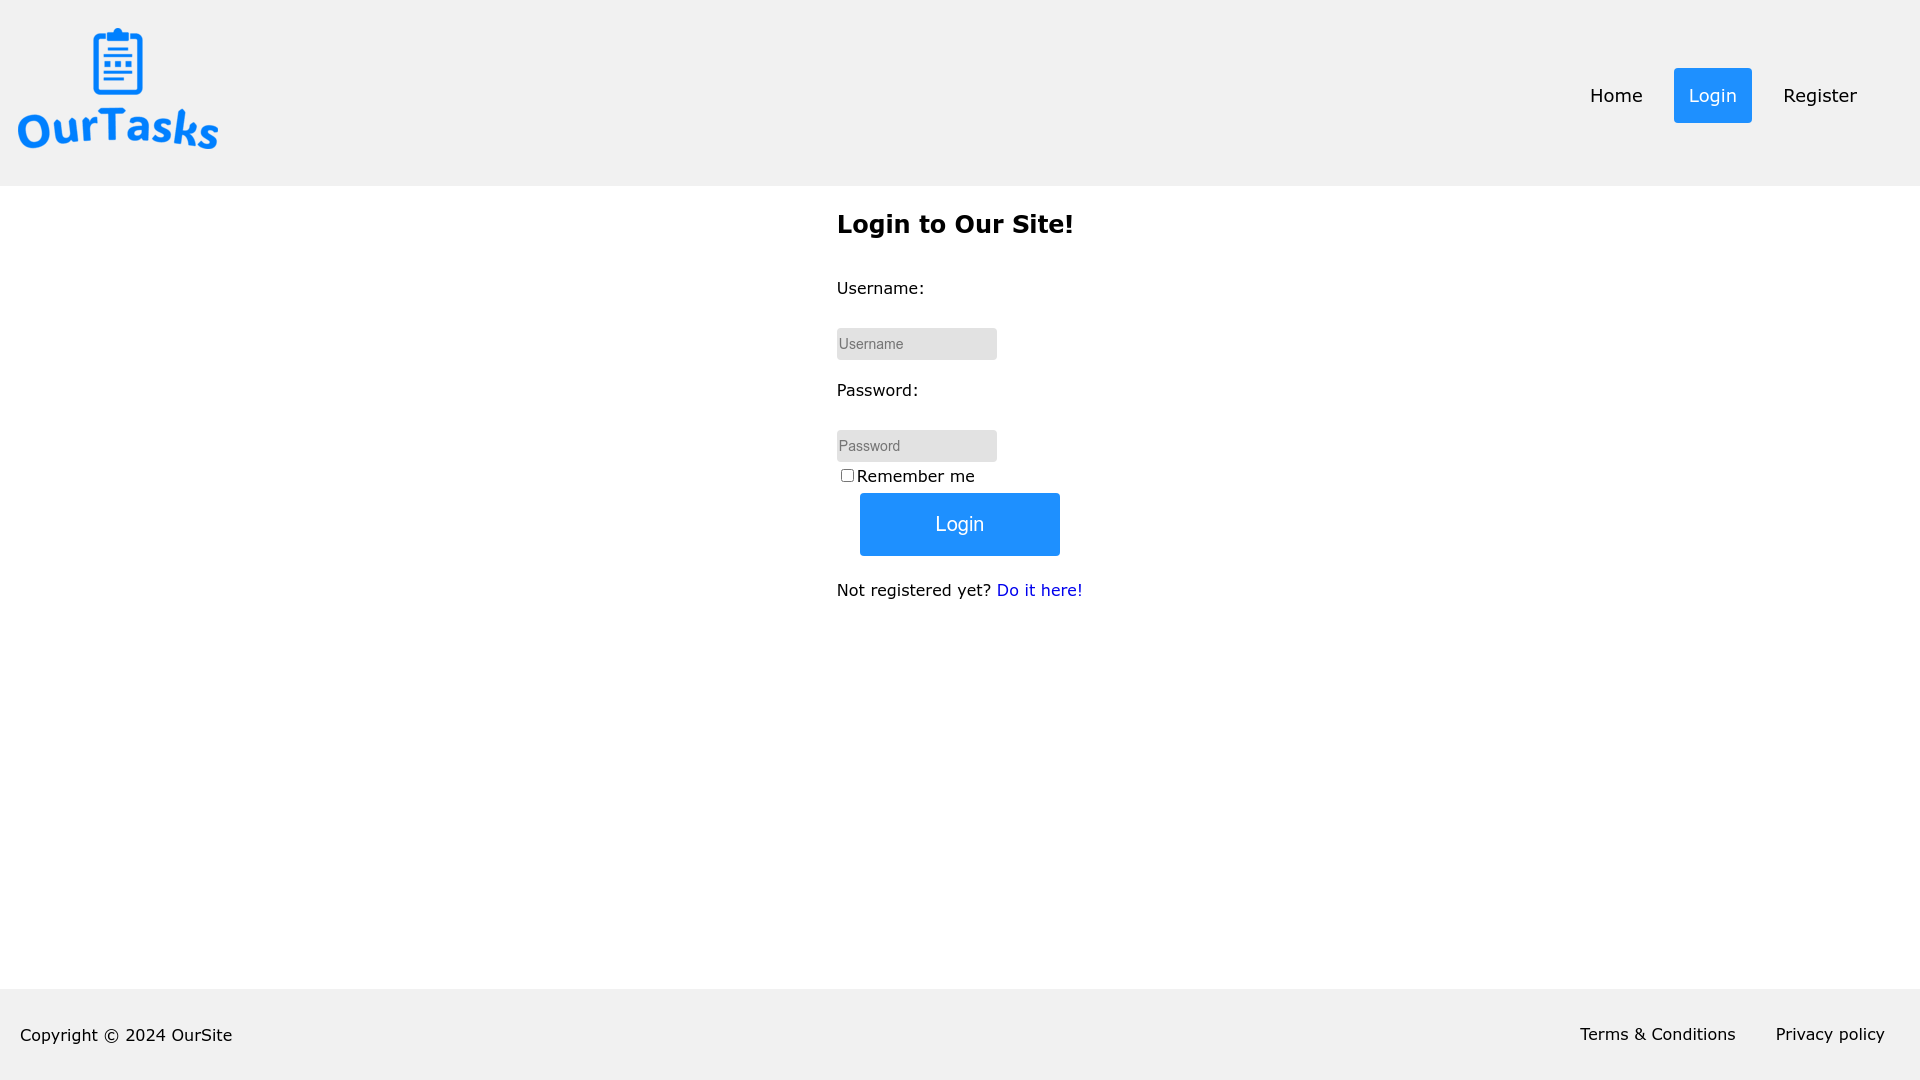 OurTasks
Home
Login
Register
Login to Our Site!
Username:
Username
Password:
Password
Remember me
Login
Not registered yet? Do it here!
Copyright © 2024 OurSite
Terms & Conditions
Privacy policy